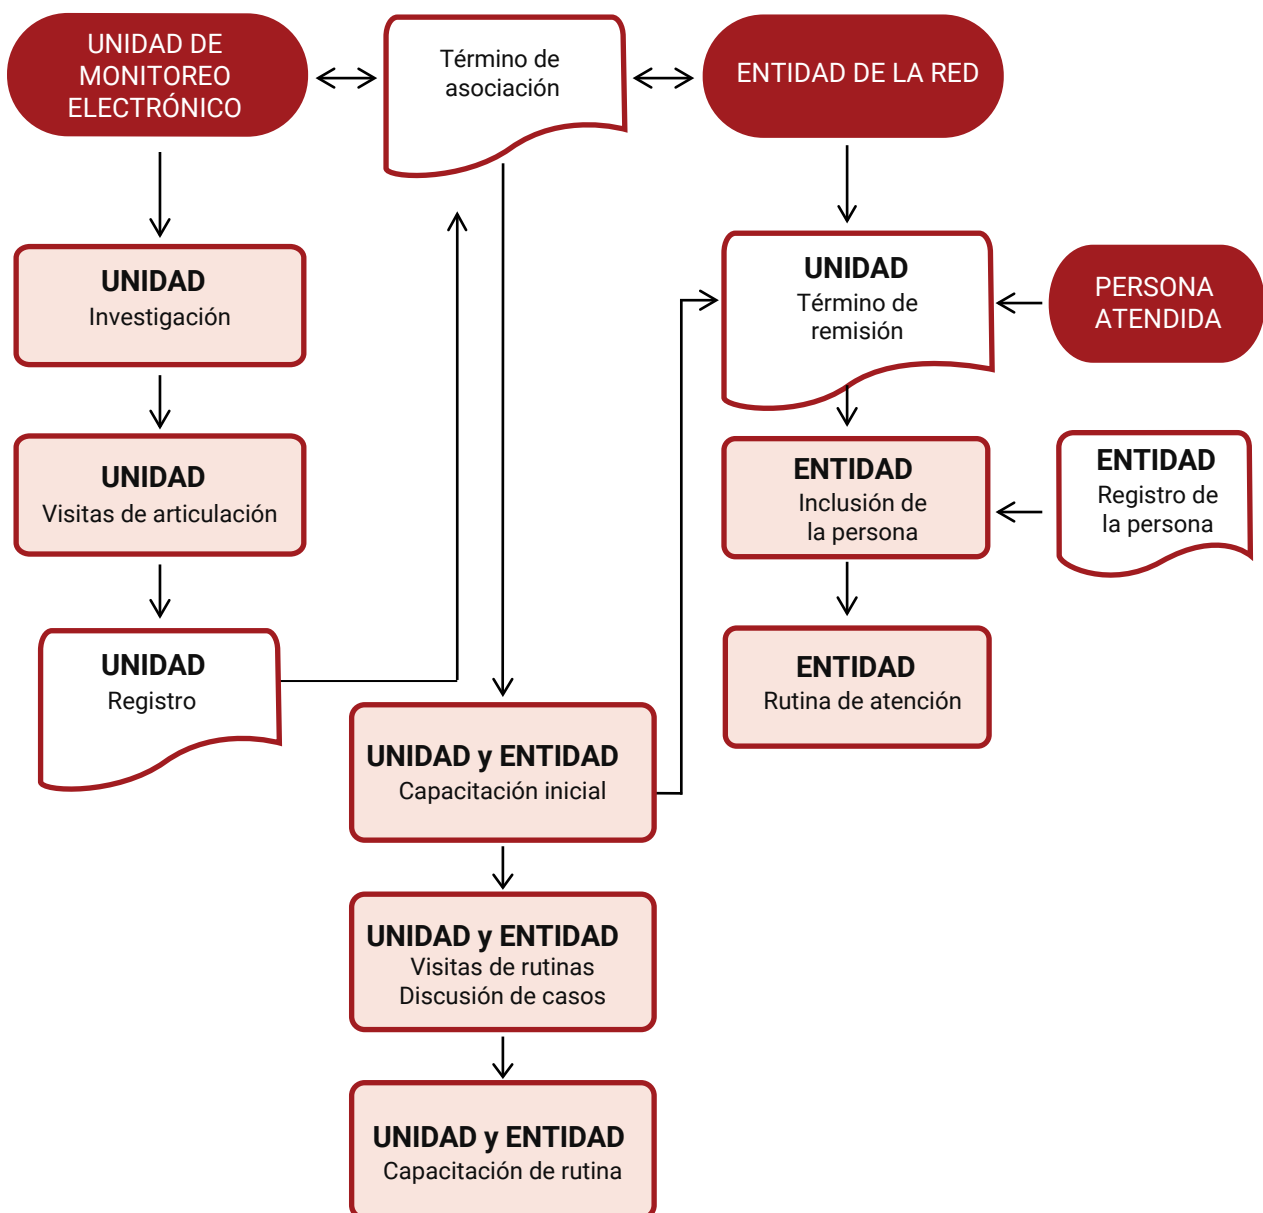 UNIDAD DE
MONITOREO
ELECTRÓNICO
Término de
asociación
ENTIDAD DE LA RED
UNIDAD
Investigación
UNIDAD
Visitas de articulación
UNIDAD
Registro
UNIDAD
Término de
remisión
PERSONA
ATENDIDA
ENTIDAD
Inclusión de
la persona
ENTIDAD
Registro de
la persona
ENTIDAD
Rutina de atención
UNIDAD y ENTIDAD
Capacitación inicial
UNIDAD y ENTIDAD
Visitas de rutinas
Discusión de casos
UNIDAD y ENTIDAD
Capacitación de rutina